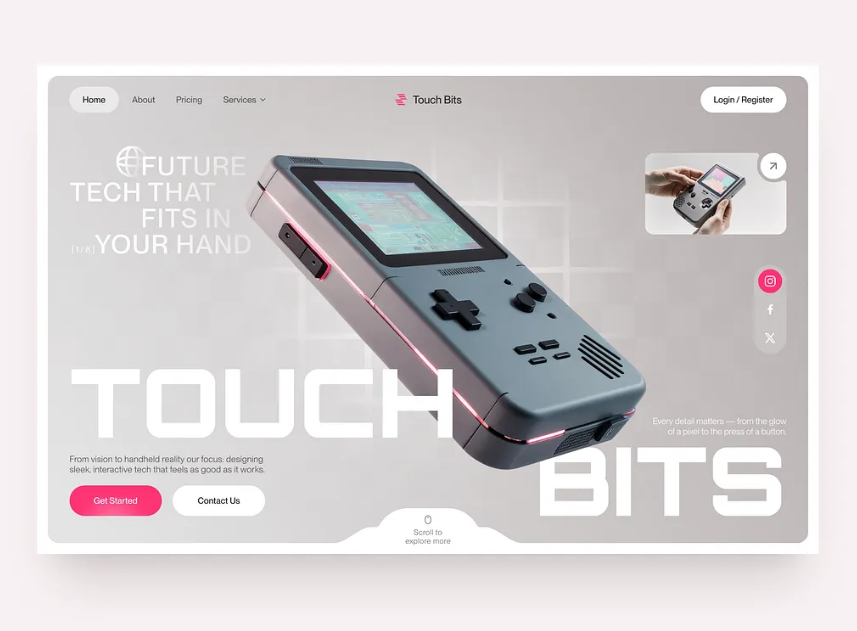 Home
About
Pricing
Services
Touch Bits
Login / Register
FUTURE
TECH THAT
FITS IN
[1/8] YOUR HAND
TOUCH
Every detail matters — from the glow
of a pixel to the press of a button.
BITS
From vision to handheld reality our focus: designing
sleek, interactive tech that feels as good as it works.
Get Started
Contact Us
Scroll to
explore more